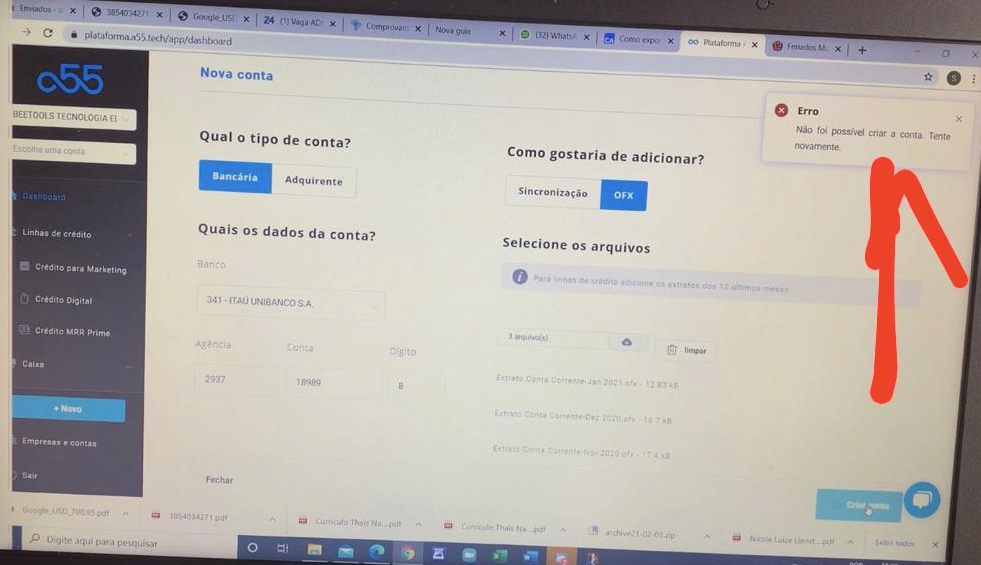 Enviados - 
3854034271
Google_USD
24 (1) Vaga AD
Comprovan
Nova guia
(32) WhatsA
Como expo
Plataforma A
Feriados Mu
plataforma.a55.tech/app/dashboard
a55
BEETOOLS TECNOLOGIA EI
Escolha uma conta
Dashboard
Linhas de crédito
Crédito para Marketing
Crédito Digital
Crédito MRR Prime
Caixa
+ Novo
Empresas e contas
Sair
Nova conta
Qual o tipo de conta?
Bancária
Adquirente
Quais os dados da conta?
Banco
341 - ITAÚ UNIBANCO S.A.
Agência
Conta
Dígito
2937
18989
8
Fechar
Como gostaria de adicionar?
Sincronização
OFX
Selecione os arquivos
Para linhas de crédito adicione os extratos dos 12 últimos meses
3 arquivo(s)
limpar
Extrato Conta Corrente-Jan 2021.ofx - 12.83 kB
Extrato Conta Corrente-Dez 2020.ofx - 16.7 kB
Extrato Conta Corrente-Nov 2020.ofx - 17.4 kB
Criar conta
Erro
Não foi possível criar a conta. Tente
novamente.
Google_USD_700,95.pdf
3854034271.pdf
Curriculo Thais Na....pdf
Curriculo Thais Na....pdf
archive21-02-03.zip
Nicole Luize Lienst....pdf
Exibir todos
Digite aqui para pesquisar